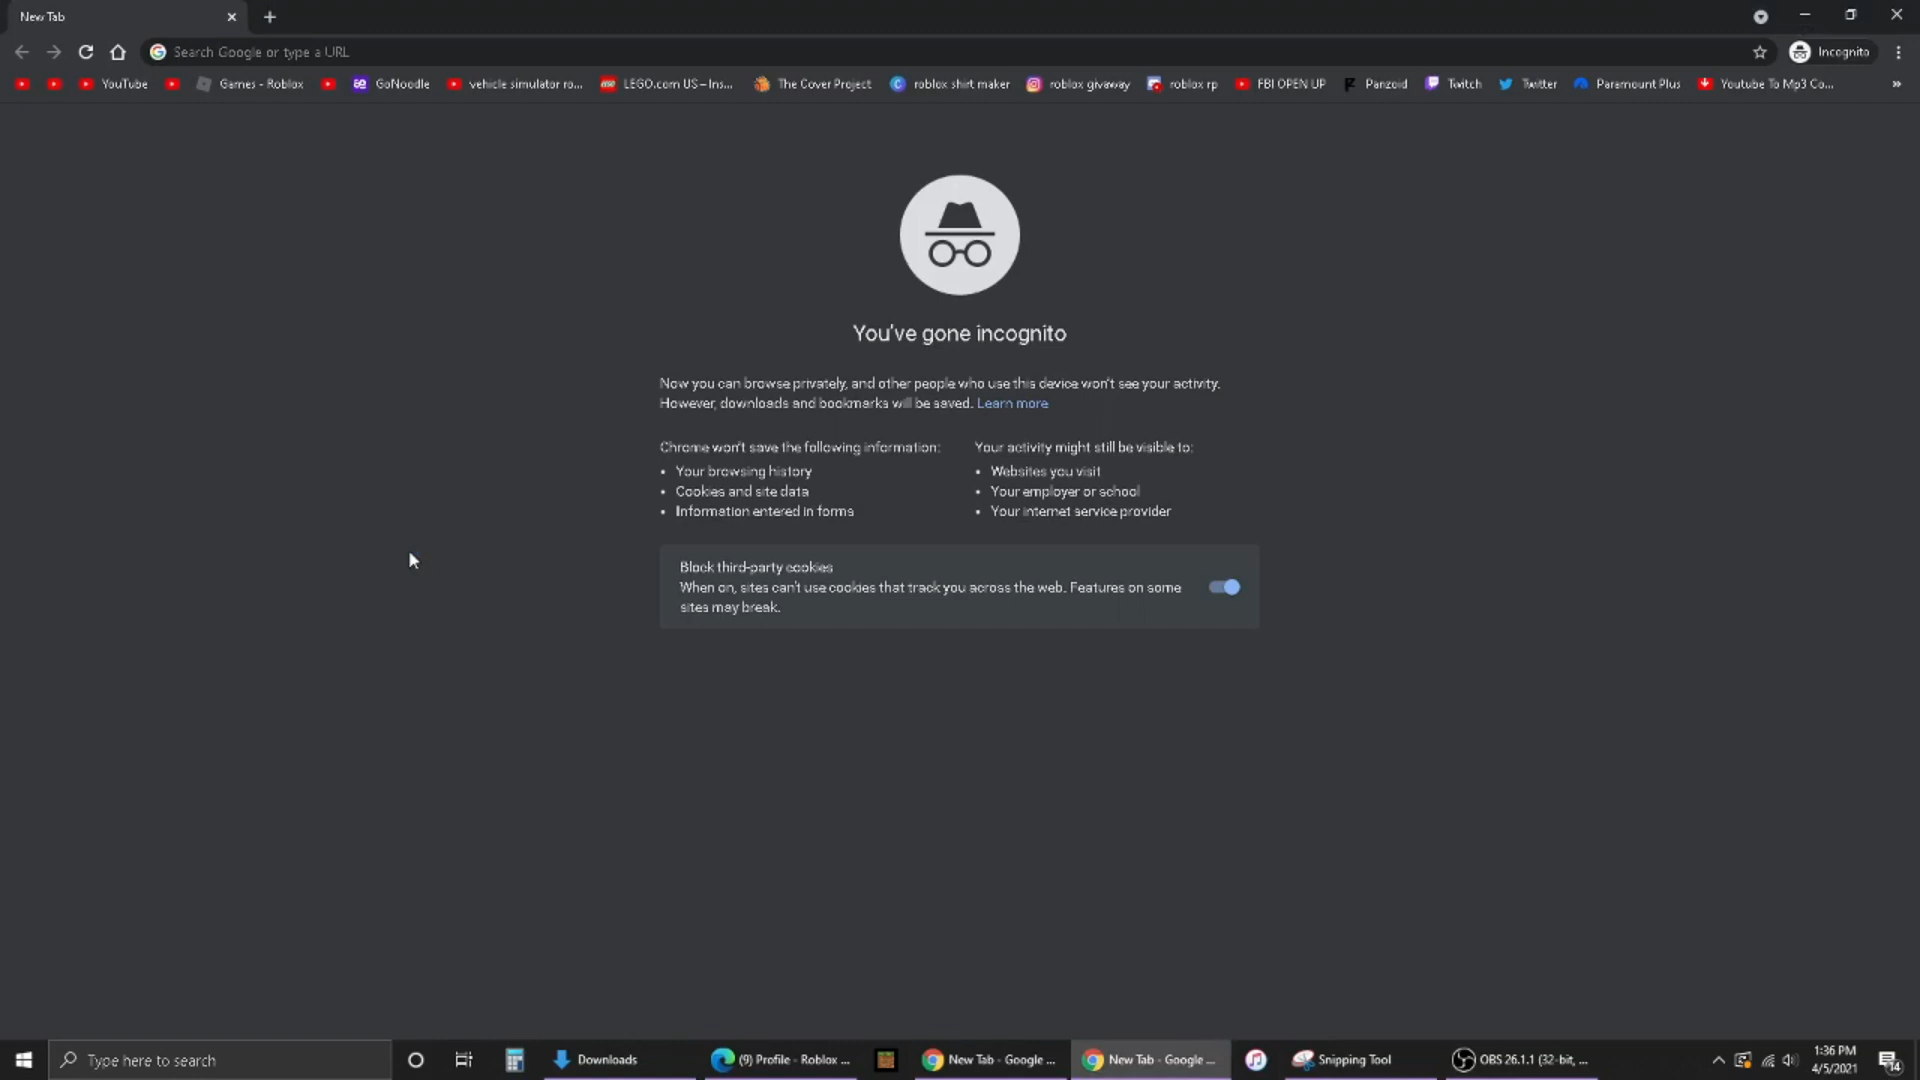 New Tab
Search Google or type a URL
Incognito
YouTube
Games - Roblox
GoNoodle
vehicle simulator ro...
LEGO.com US – Ins...
The Cover Project
roblox shirt maker
roblox givaway
roblox rp
FBI OPEN UP
Panzoid
Twitch
Twitter
Paramount Plus
Youtube To Mp3 Co...
You've gone incognito
Now you can browse privately, and other people who use this device won't see your activity.
However, downloads and bookmarks will be saved. Learn more
Chrome won't save the following information:
• Your browsing history
• Cookies and site data
• Information entered in forms
Your activity might still be visible to:
• Websites you visit
• Your employer or school
• Your internet service provider
Block third-party cookies
When on, sites can't use cookies that track you across the web. Features on some
sites may break.
Type here to search
Downloads
(9) Profile - Roblox ...
New Tab - Google ...
New Tab - Google ...
Snipping Tool
OBS 26.1.1 (32-bit, ...
1:36 PM
4/5/2021
14